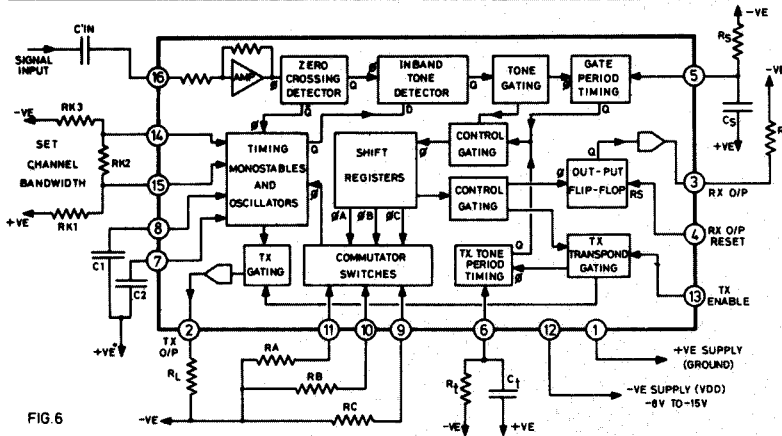 C'IN
SIGNAL
INPUT
16
AMP
Ø
ZERO
CROSSING
DETECTOR
Q
Q
Ø
INBAND
TONE
DETECTOR
Q
D
TONE
GATING
Ø
GATE
PERIOD
TIMING
Q
5
-VE
RS
CS
+VE
-VE
RL
-VE
RK3
14
SET
CHANNEL
BANDWIDTH
RK2
15
+VE
RK1
8
C1
7
C2
+VE
Ø
TIMING
MONOSTABLES
AND
OSCILLATORS
Q
Ø
SHIFT
REGISTERS
Ø
ØA
ØB
ØC
CONTROL
GATING
CONTROL
GATING
Q
Ø
OUT-PUT
FLIP-FLOP
RS
3
RX O/P
4
RX O/P
RESET
TX
GATING
COMMUTATOR
SWITCHES
TX. TONE
PERIOD
TIMING
Q
Ø
TX
TRANSPOND
GATING
13
TX
ENABLE
2
TX
O/P
11
10
9
6
12
1
RL
RA
RB
RC
Rt
Ct
+VE SUPPLY
(GROUND)
-VE SUPPLY (VDD)
-8V TO -15V
FIG.6
-VE
-VE
+VE